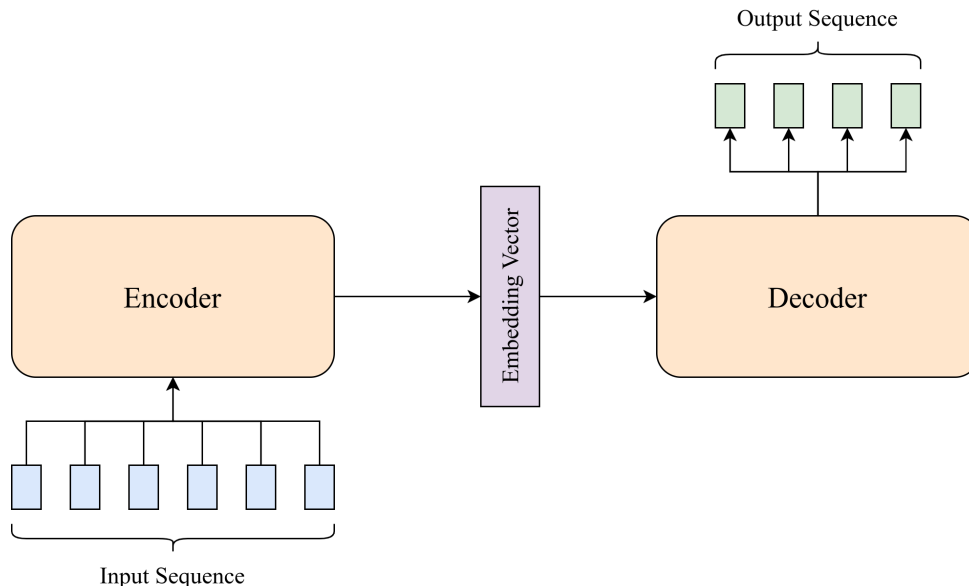 Output Sequence
Encoder
Embedding Vector
Decoder
Input Sequence